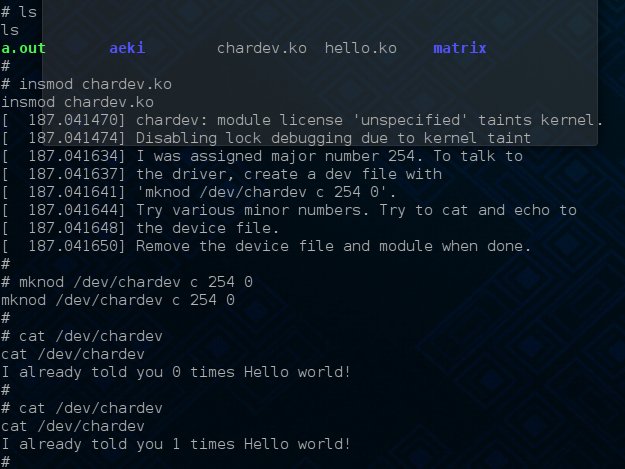 # ls
ls
a.out       aeki        chardev.ko  hello.ko    matrix
#
# insmod chardev.ko
insmod chardev.ko
[  187.041470] chardev: module license 'unspecified' taints kernel.
[  187.041474] Disabling lock debugging due to kernel taint
[  187.041634] I was assigned major number 254. To talk to
[  187.041637] the driver, create a dev file with
[  187.041641] 'mknod /dev/chardev c 254 0'.
[  187.041644] Try various minor numbers. Try to cat and echo to
[  187.041648] the device file.
[  187.041650] Remove the device file and module when done.
#
# mknod /dev/chardev c 254 0
mknod /dev/chardev c 254 0
#
# cat /dev/chardev
cat /dev/chardev
I already told you 0 times Hello world!
#
# cat /dev/chardev
cat /dev/chardev
I already told you 1 times Hello world!
#